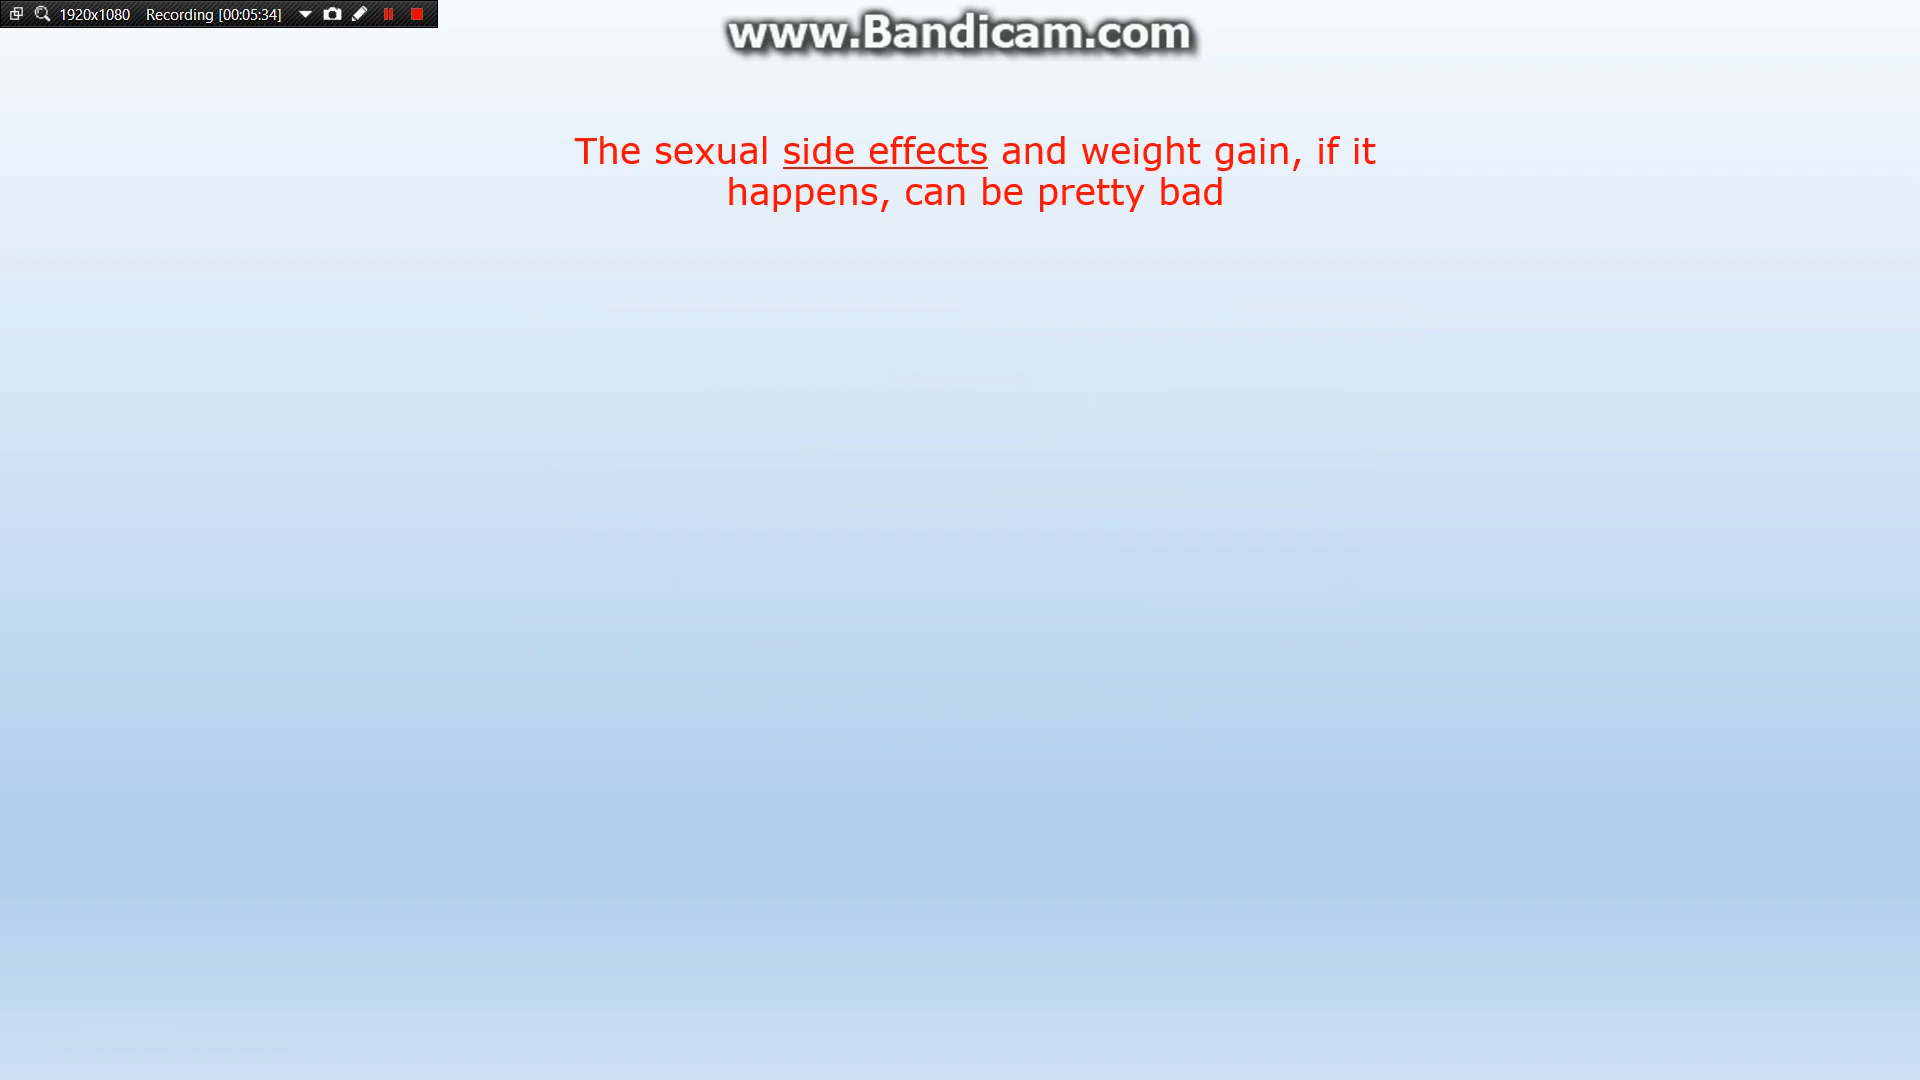 1920x1080 Recording [00:05:34]
www.Bandicam.com
The sexual side effects and weight gain, if it
happens, can be pretty bad